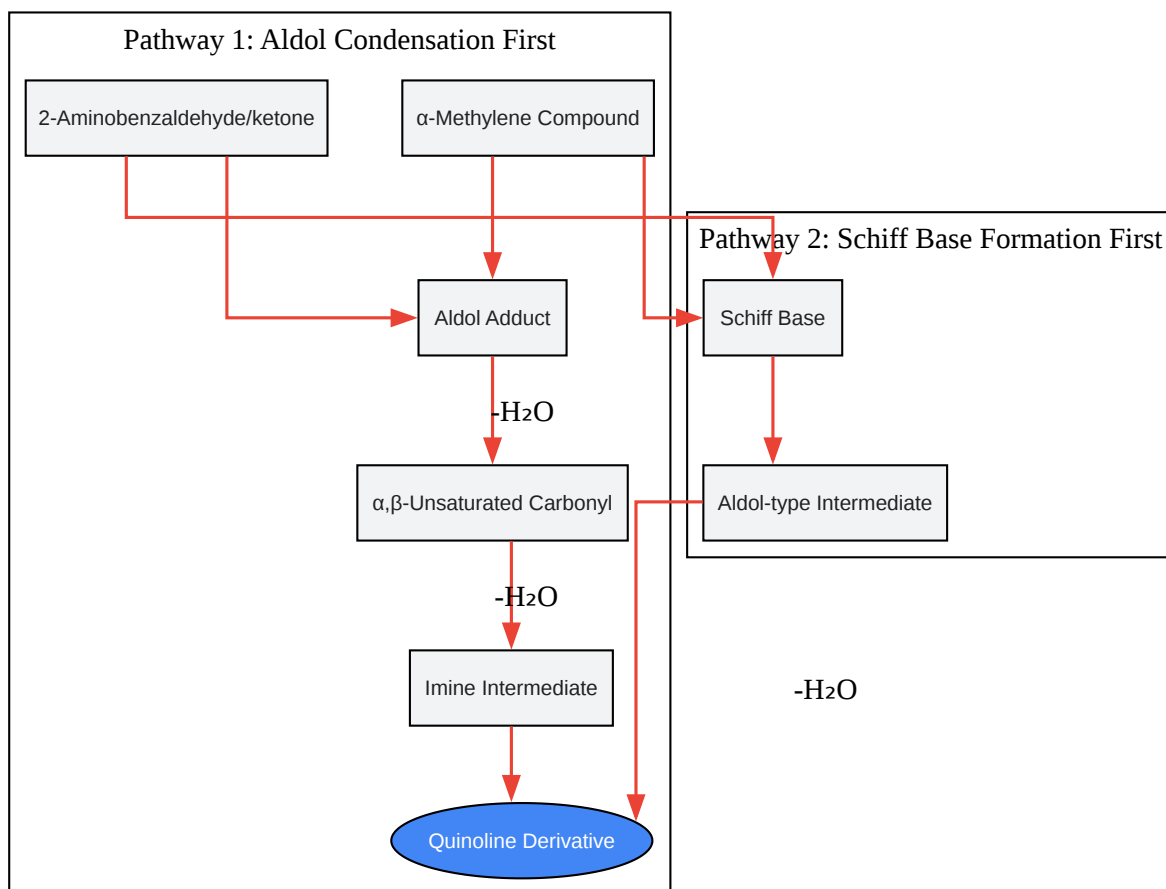 Pathway 1: Aldol Condensation First
2-Aminobenzaldehyde/ketone
α-Methylene Compound
Pathway 2: Schiff Base Formation First
Aldol Adduct
Schiff Base
-H₂O
α,β-Unsaturated Carbonyl
Aldol-type Intermediate
-H₂O
Imine Intermediate
-H₂O
Quinoline Derivative